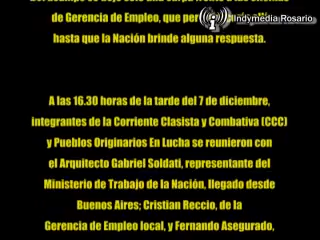 Indymedia Rosario
de Gerencia de Empleo, que
hasta que la Nación brinde alguna respuesta.
A las 16.30 horas de la tarde del 7 de diciembre,
integrantes de la Corriente Clasista y Combativa (CCC)
y Pueblos Originarios En Lucha se reunieron con
el Arquitecto Gabriel Soldati, representante del
Ministerio de Trabajo de la Nación, llegado desde
Buenos Aires; Cristian Reccio, de la
Gerencia de Empleo local, y Fernando Asegurado,